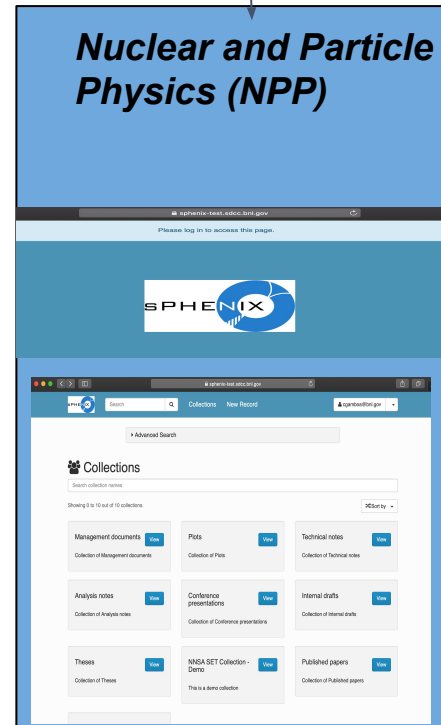 Nuclear and Particle
Physics (NPP)
sphenix-test.sdcc.bnl.gov
Please log in to access this page.
sPHENIX
sphenix-test.sdcc.bnl.gov
sPHENIX
Search
Collections New Record
cgamboa@bnl.gov
Advanced Search
Collections
Search collection names
Showing 0 to 10 out of 10 collections.
Sort by
Management documents View
Collection of Management documents
Plots View
Collection of Plots
Technical notes View
Collection of Technical notes
Analysis notes View
Collection of Analysis notes
Conference
presentations View
Collection of Conference presentations
Internal drafts View
Collection of Internal drafts
Theses View
Collection of Theses
NNSA SET Collection -
Demo View
This is a demo collection
Published papers View
Collection of Published papers